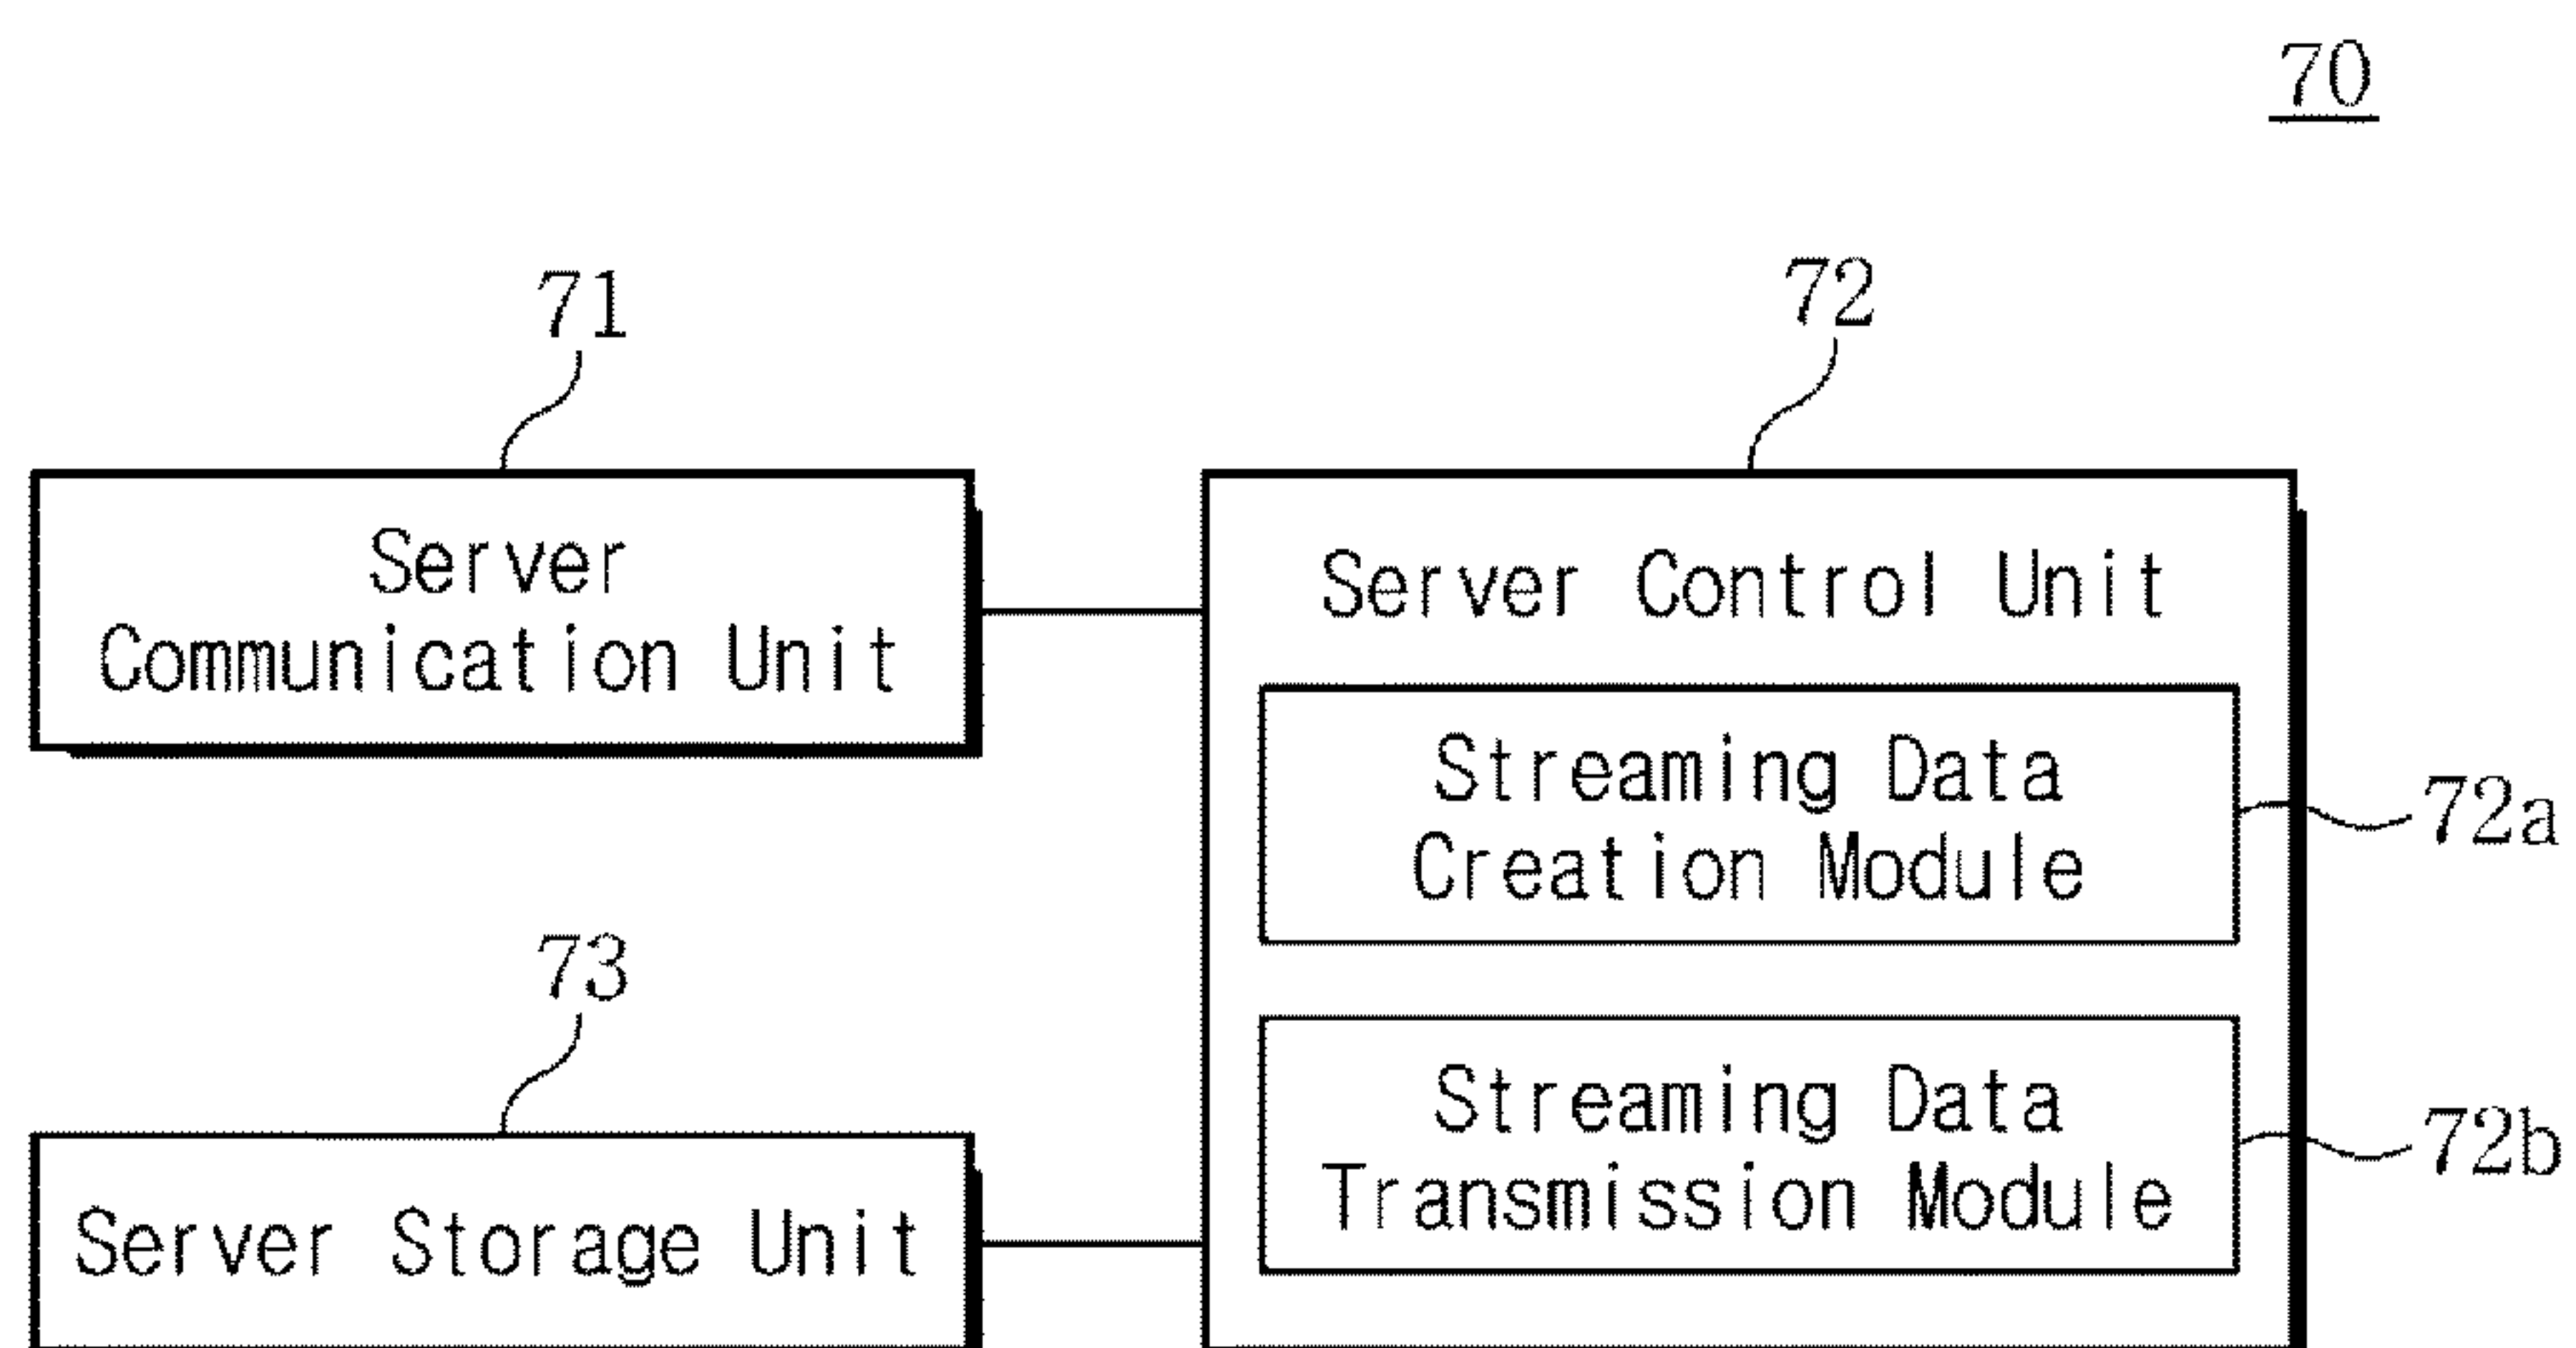 70
71
72
Server
Communication Unit
Server Control Unit
Streaming Data
Creation Module
72a
73
Streaming Data
Transmission Module
72b
Server Storage Unit